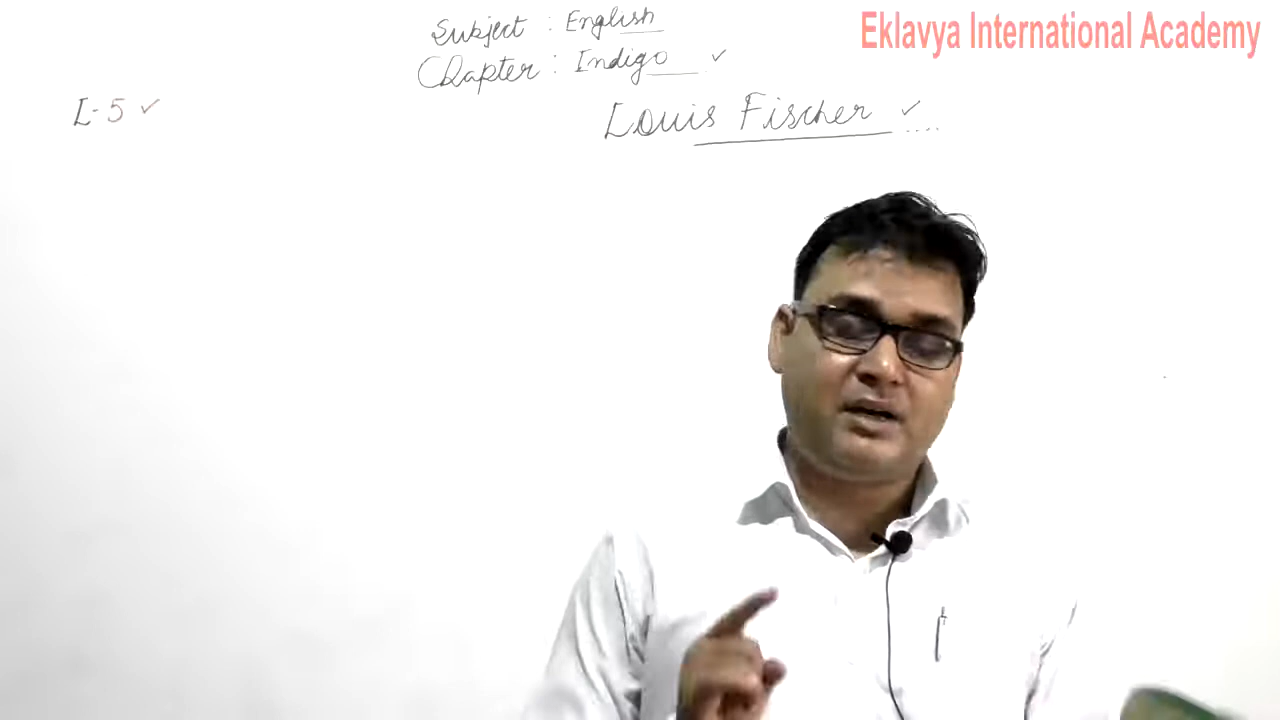 Subject : English
Eklavya International Academy
Chapter : Indigo
L-5
Louis Fischer ....